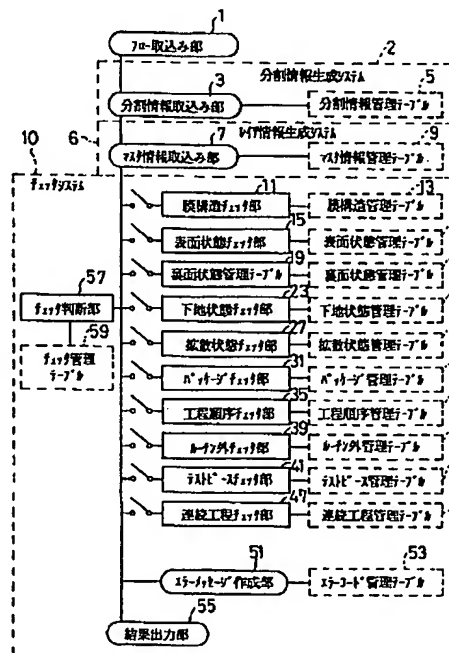 1
フロー取込み部
2
分割情報生成システム
3
5
分割情報取込み部
分割情報管理テーブル
6
レイア情報生成システム
7
9
マスタ情報取込み部
マスタ情報管理テーブル
10
チェックシステム
11
13
膜構造チェック部
膜構造管理テーブル
15
表面状態チェック部
表面状態管理テーブル
19
裏面状態管理テーブル
裏面状態管理テーブル
23
下地状態チェック部
下地状態管理テーブル
57
チェック判断部
59
チェック管理
テーブル
27
拡散状態チェック部
拡散状態管理テーブル
31
パッケージチェック部
パッケージ管理テーブル
35
工程順序チェック部
工程順序管理テーブル
39
ルーチン外チェック部
ルーチン外管理テーブル
41
テストピースチェック部
テストピース管理テーブル
47
連続工程チェック部
連続工程管理テーブル
51
53
エラーメッセージ作成部
エラーコード管理テーブル
55
結果出力部